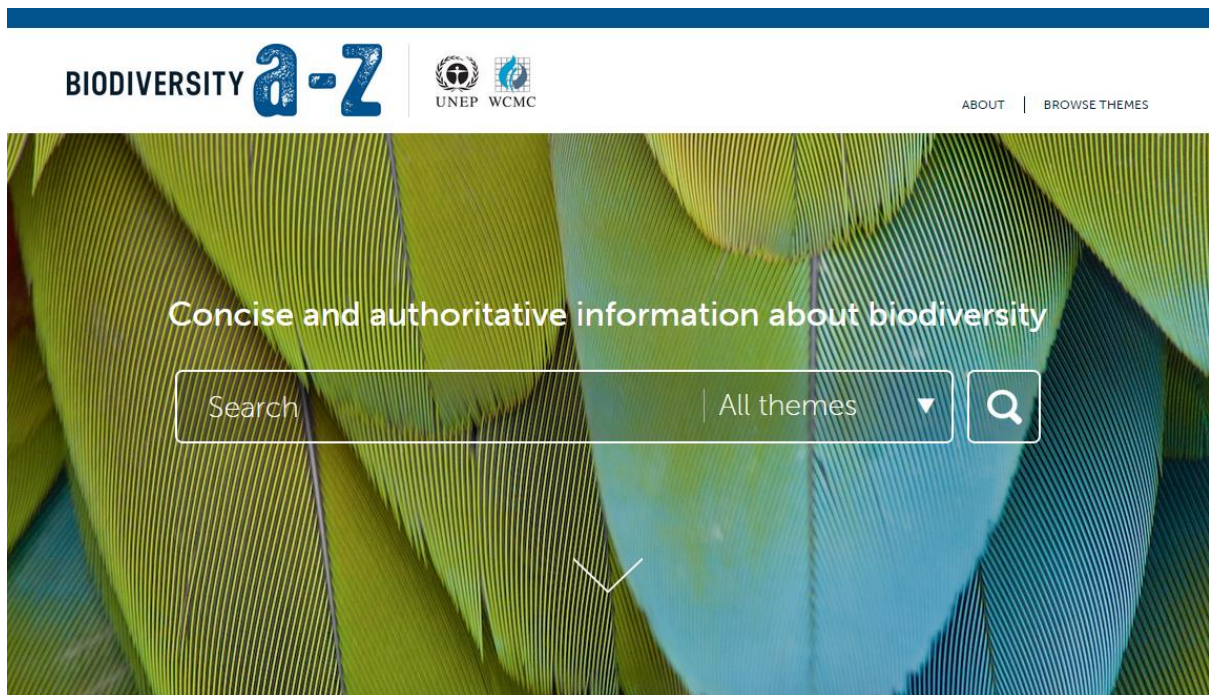 BIODIVERSITY a-z
UNEP WCMC
ABOUT | BROWSE THEMES
Concise and authoritative information about biodiversity
Search | All themes